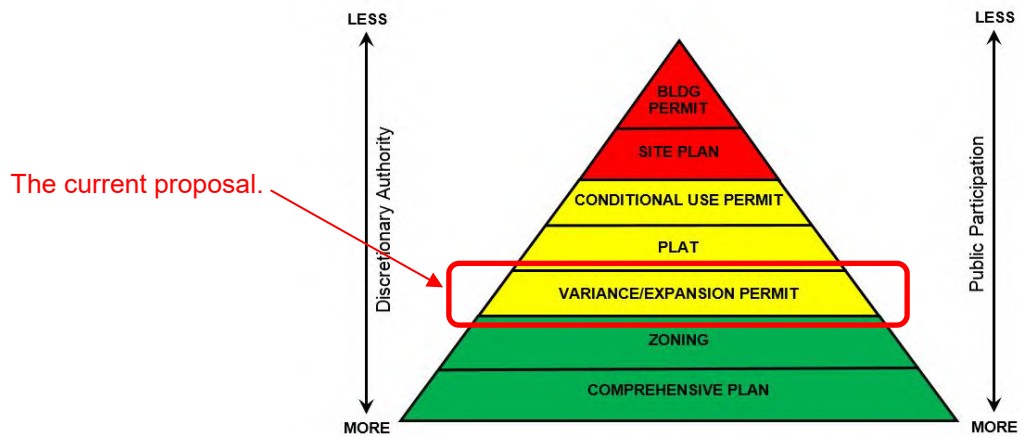 LESS
LESS
BLDG
PERMIT
SITE PLAN
Discretionary Authority
Public Participation
The current proposal.
CONDITIONAL USE PERMIT
PLAT
VARIANCE/EXPANSION PERMIT
ZONING
COMPREHENSIVE PLAN
MORE
MORE